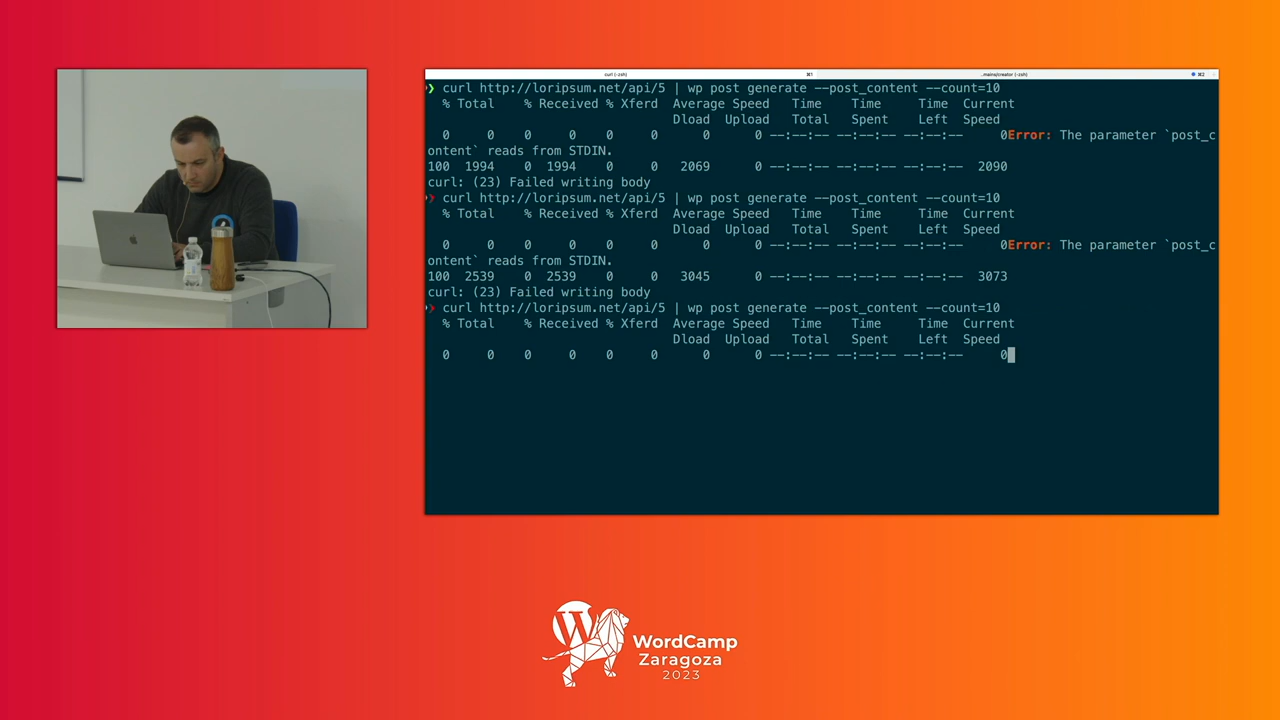 curl (-zsh) ⌘1 ..mains/creator (-zsh) ⌘2
❯ curl http://loripsum.net/api/5 | wp post generate --post_content --count=10
% Total % Received % Xferd Average Speed Time Time Time Current
Dload Upload Total Spent Left Speed
0 0 0 0 0 0 0 0 --:--:-- --:--:-- --:--:-- 0Error: The parameter `post_c
ontent` reads from STDIN.
100 1994 0 1994 0 0 2069 0 --:--:-- --:--:-- --:--:-- 2090
curl: (23) Failed writing body
❯ curl http://loripsum.net/api/5 | wp post generate --post_content --count=10
% Total % Received % Xferd Average Speed Time Time Time Current
Dload Upload Total Spent Left Speed
0 0 0 0 0 0 0 0 --:--:-- --:--:-- --:--:-- 0Error: The parameter `post_c
ontent` reads from STDIN.
100 2539 0 2539 0 0 3045 0 --:--:-- --:--:-- --:--:-- 3073
curl: (23) Failed writing body
❯ curl http://loripsum.net/api/5 | wp post generate --post_content --count=10
% Total % Received % Xferd Average Speed Time Time Time Current
Dload Upload Total Spent Left Speed
0 0 0 0 0 0 0 0 --:--:-- --:--:-- --:--:-- 0
W
WordCamp
Zaragoza
2023